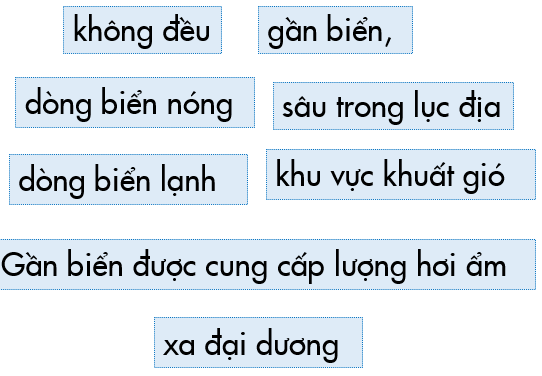 không đều
gần biển,
dòng biển nóng
sâu trong lục địa
dòng biển lạnh
khu vực khuất gió
Gần biển được cung cấp lượng hơi ẩm
xa đại dương